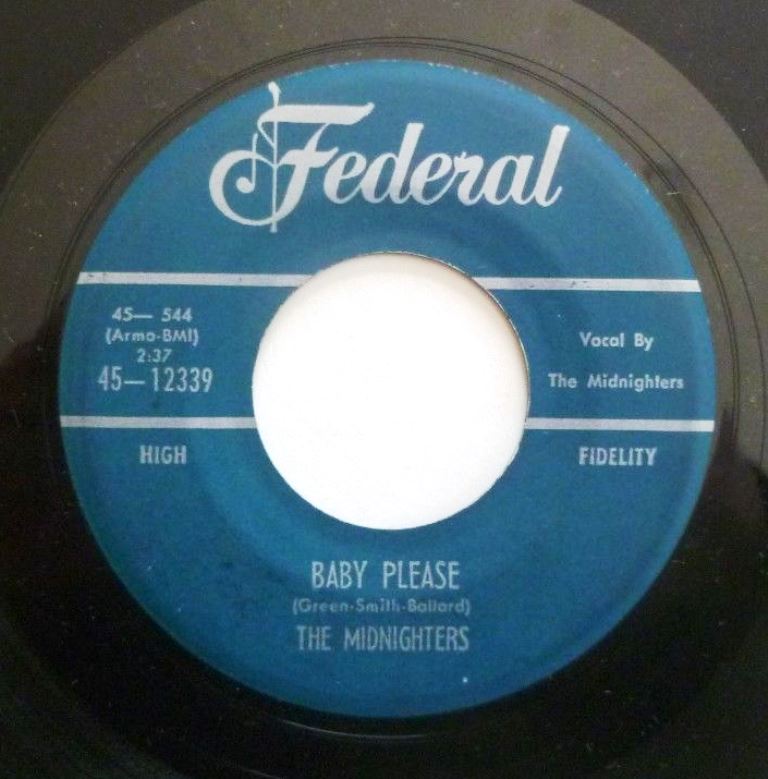 Federal
45— 544
(Armo-BMI)
2:37
45—12339
Vocal By
The Midnighters
HIGH
FIDELITY
BABY PLEASE
(Green-Smith-Ballard)
THE MIDNIGHTERS